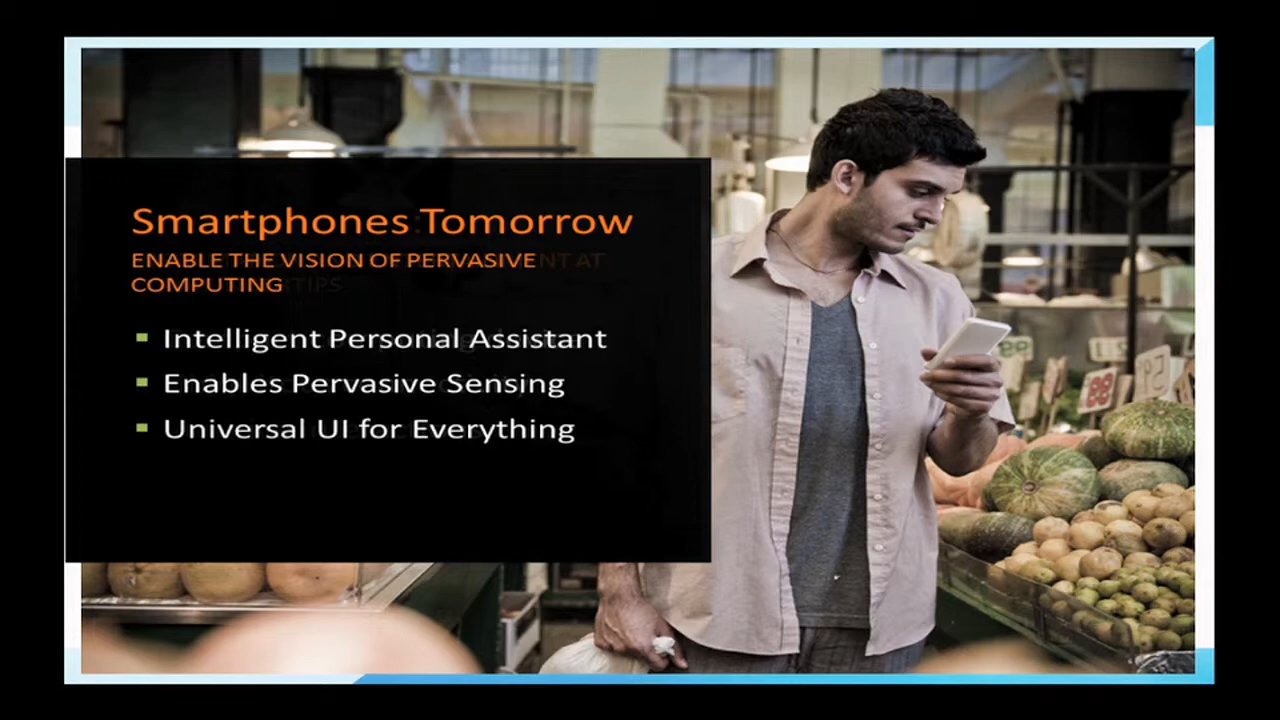 Smartphones Tomorrow
ENABLE THE VISION OF PERVASIVE
COMPUTING
Intelligent Personal Assistant
Enables Pervasive Sensing
Universal UI for Everything